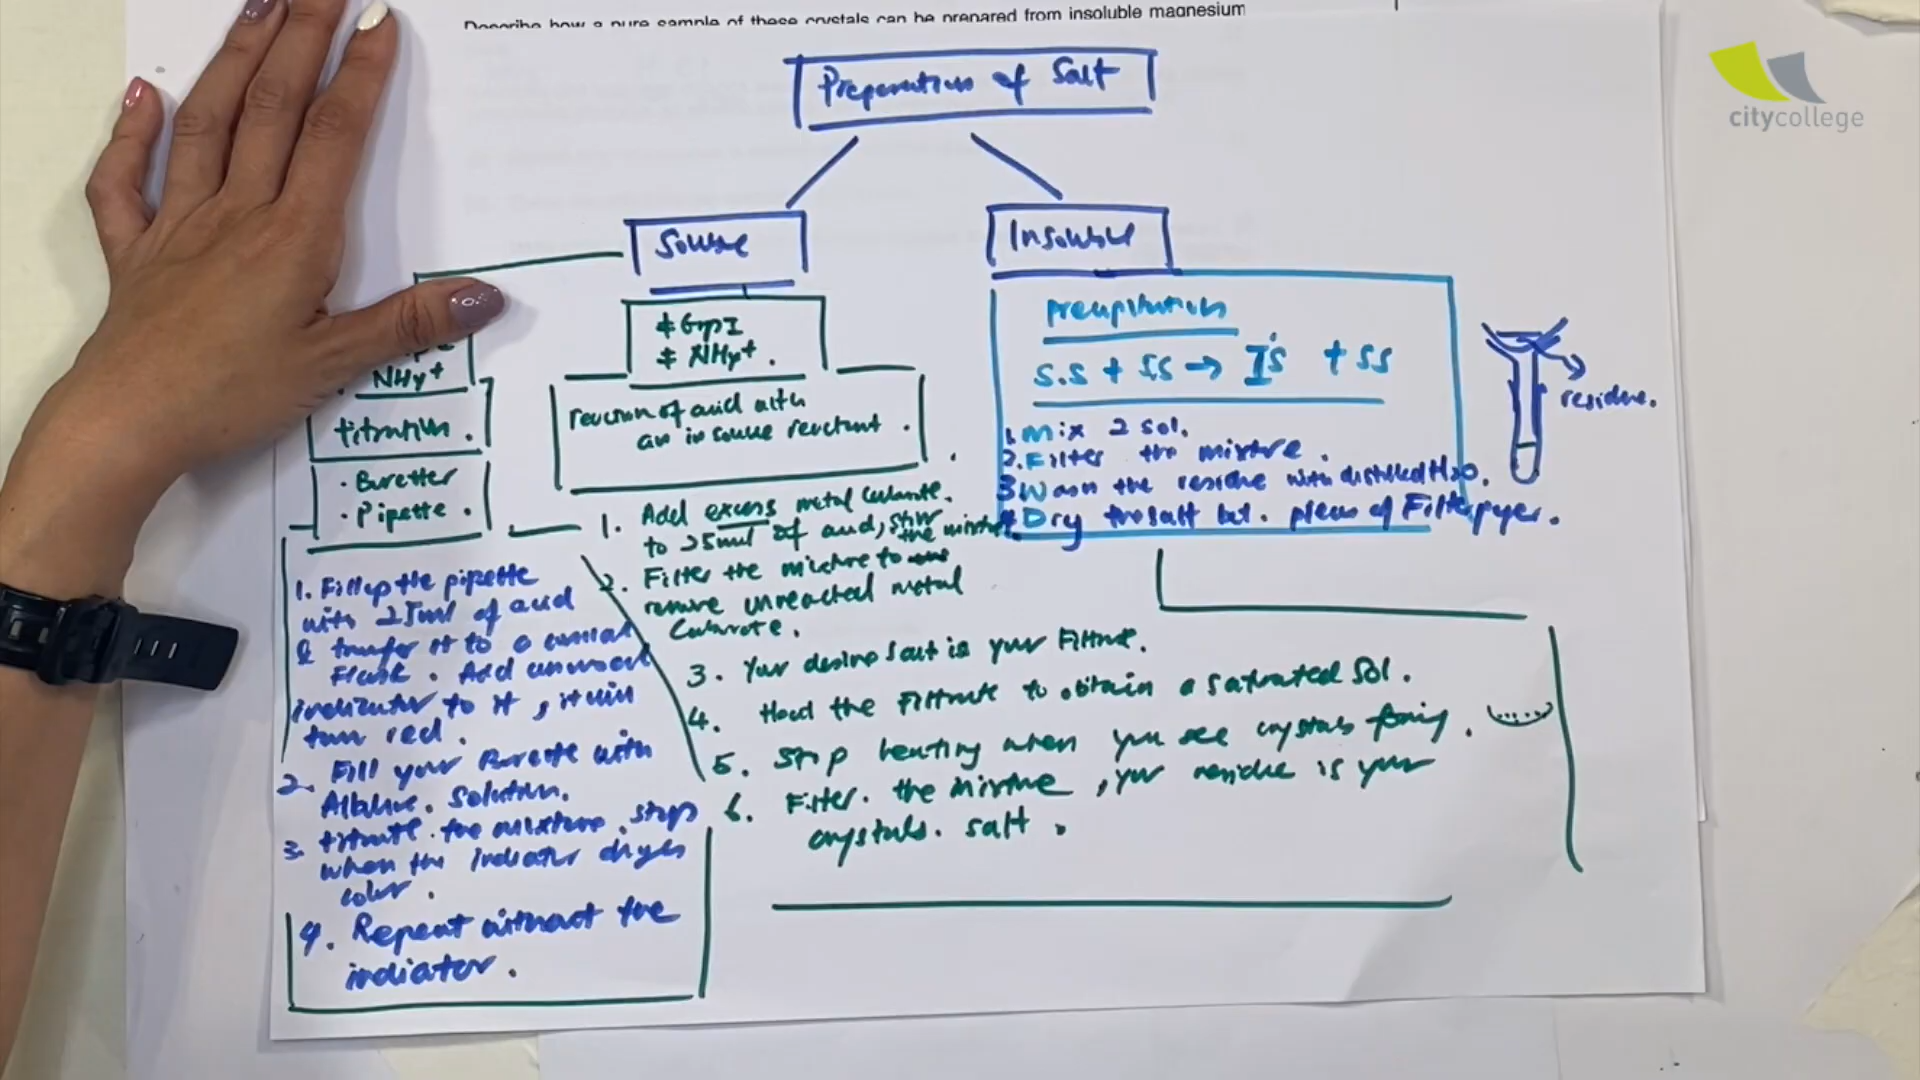 Describe how a pure sample of these crystals can be prepared from insoluble magnesium
citycollege
Preparation of Salt
Soluble
Insoluble
NH4+
titration.
· Burette
· Pipette.
≠ Grp I
≠ NH4+.
reaction of acid with
an insoluble reactant.
precipitation
S.S + SS → IS + SS
1. Mix 2 sol.
2. Filter the mixture.
3 Wash the residue with distilled H2O.
4 Dry the salt bet. pieces of Filter paper.
residue.
1. Fill up the pipette
with 25ml of acid
& transfer it to a conical
Flask. Add universal
indicator to it, it will
turn red.
2. Fill your Burette with
Alkaline. Solution.
3. titrate the mixture, stop
when the indicator changes
color.
4. Repeat without the
indicator.
1. Add excess metal carbonate.
to 25ml of acid, stir the mixture.
2. Filter the mixture to
remove unreacted metal
Carbonate.
3. Your desire salt is your Filtrate.
4. Heat the Filtrate to obtain a saturated Sol.
5. Stop heating when you see crystals forming.
6. Filter. the mixture, your residue is your
crystals. salt.